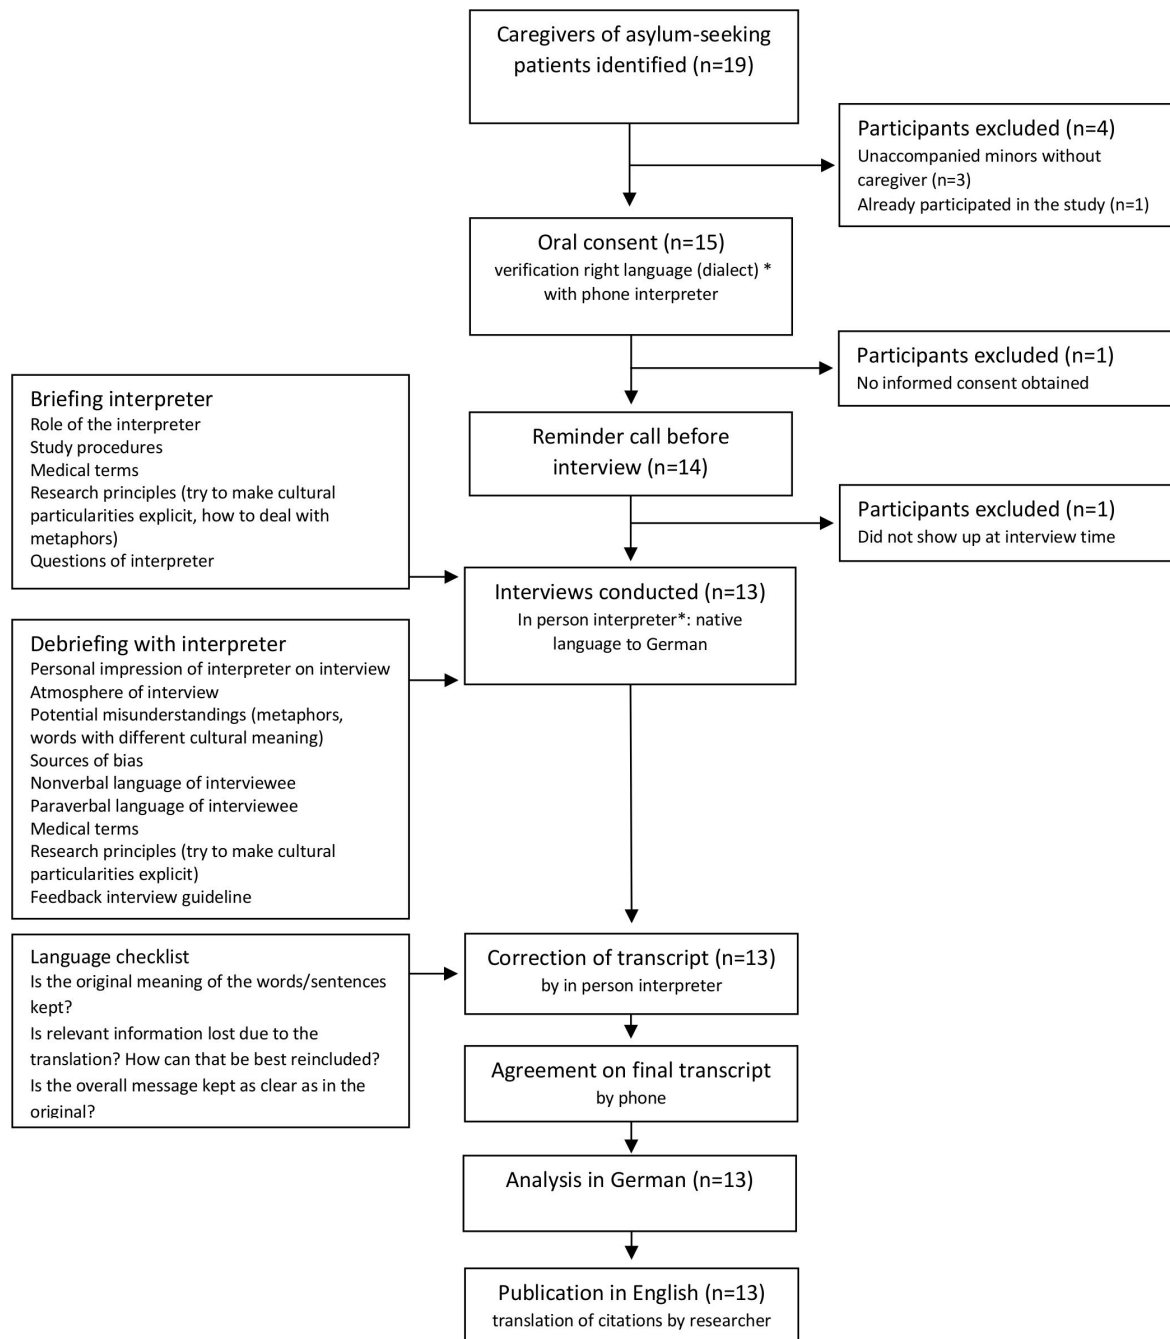 Caregivers of asylum-seeking
patients identified (n=19)
Participants excluded (n=4)
Unaccompanied minors without
caregiver (n=3)
Already participated in the study (n=1)
Oral consent (n=15)
verification right language (dialect) *
with phone interpreter
Participants excluded (n=1)
No informed consent obtained
Briefing interpreter
Role of the interpreter
Study procedures
Medical terms
Research principles (try to make cultural
particularities explicit, how to deal with
metaphors)
Questions of interpreter
Reminder call before
interview (n=14)
Participants excluded (n=1)
Did not show up at interview time
Interviews conducted (n=13)
In person interpreter*: native
language to German
Debriefing with interpreter
Personal impression of interpreter on interview
Atmosphere of interview
Potential misunderstandings (metaphors,
words with different cultural meaning)
Sources of bias
Nonverbal language of interviewee
Paraverbal language of interviewee
Medical terms
Research principles (try to make cultural
particularities explicit)
Feedback interview guideline
Language checklist
Is the original meaning of the words/sentences
kept?
Is relevant information lost due to the
translation? How can that be best reincluded?
Is the overall message kept as clear as in the
original?
Correction of transcript (n=13)
by in person interpreter
Agreement on final transcript
by phone
Analysis in German (n=13)
Publication in English (n=13)
translation of citations by researcher